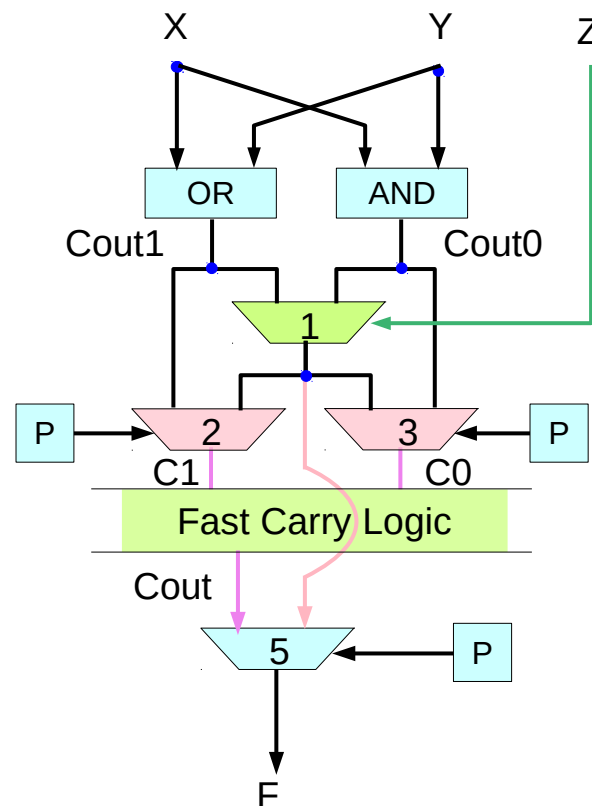 X Y Z
OR AND
Cout1 Cout0
1
P 2 3 P
C1 C0
Fast Carry Logic
Cout
5 P
F